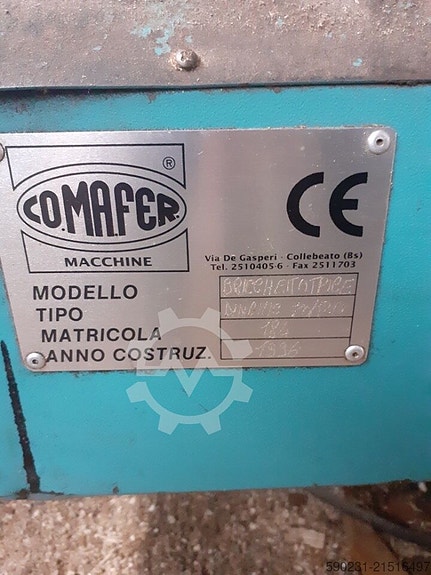 CO.MA.FER. ®
MACCHINE
CE
Via De Gasperi - Collebeato (Bs)
Tel. 2510405-6 - Fax 2511703
MODELLO
TIPO
MATRICOLA 181
ANNO COSTRUZ. 1996
590231-21516497